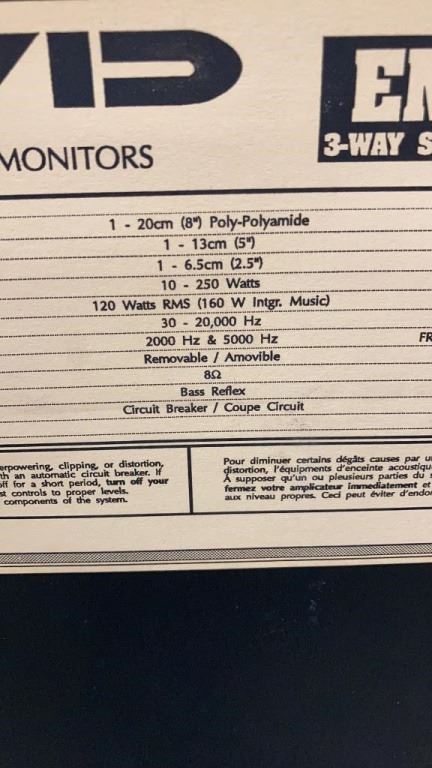 MONITORS
EM
3-WAY S
1 - 20cm (8") Poly-Polyamide
1 - 13cm (5")
1 - 6.5cm (2.5")
10 - 250 Watts
120 Watts RMS (160 W Intgr. Music)
30 - 20,000 Hz
2000 Hz & 5000 Hz
FR
Removable / Amovible
8Ω
Bass Reflex
Circuit Breaker / Coupe Circuit
erpowering, clipping, or distortion,
th an automatic circuit breaker. If
off for a short period, turn off your
st controls to proper levels.
components of the system.
Pour diminuer certains dégâts causes par u
distortion, l'équipments d'enceinte acoustiqu
A supposer qu'un ou pleusieurs parties du s
fermez votre amplicateur immediatement et
aux niveau propres. Ceci peut éviter d'endo